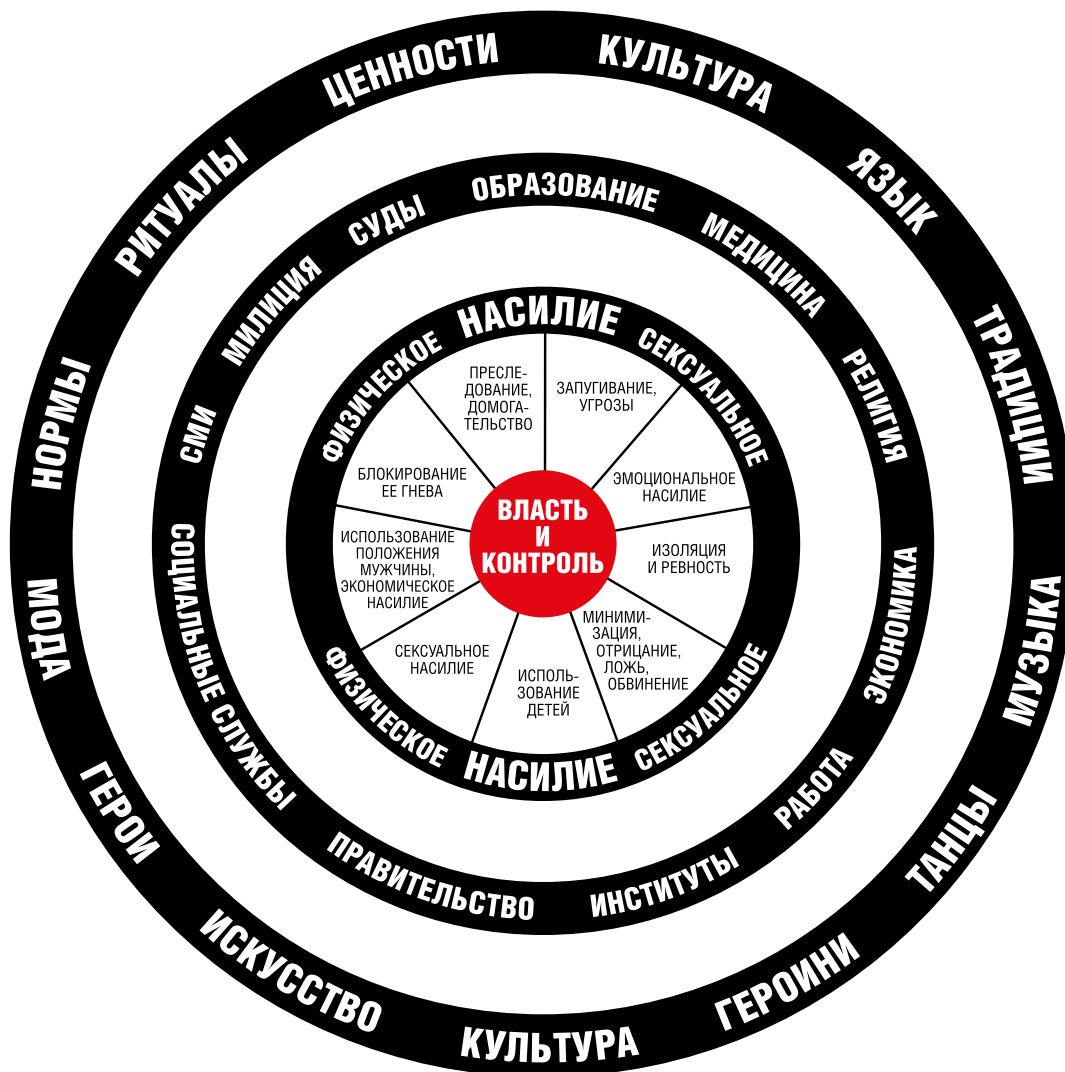 ЦЕННОСТИ
КУЛЬТУРА
ЯЗЫК
ТРАДИЦИИ
МУЗЫКА
ТАНЦЫ
ГЕРОИНИ
КУЛЬТУРА
ИСКУССТВО
ГЕРОИ
МОДА
НОРМЫ
РИТУАЛЫ
ОБРАЗОВАНИЕ
МЕДИЦИНА
РЕЛИГИЯ
ЭКОНОМИКА
РАБОТА
ИНСТИТУТЫ
ПРАВИТЕЛЬСТВО
СОЦИАЛЬНЫЕ СЛУЖБЫ
СМИ
МИЛИЦИЯ
СУДЫ
ФИЗИЧЕСКОЕ
НАСИЛИЕ
СЕКСУАЛЬНОЕ
ПРЕСЛЕ-
ДОВАНИЕ,
ДОМОГА-
ТЕЛЬСТВО
ЗАПУГИВАНИЕ,
УГРОЗЫ
ЭМОЦИОНАЛЬНОЕ
НАСИЛИЕ
ИЗОЛЯЦИЯ
И РЕВНОСТЬ
МИНИМИ-
ЗАЦИЯ,
ОТРИЦАНИЕ,
ЛОЖЬ,
ОБВИНЕНИЕ
ИСПОЛЬ-
ЗОВАНИЕ
ДЕТЕЙ
СЕКСУАЛЬНОЕ
НАСИЛИЕ
ИСПОЛЬЗОВАНИЕ
ПОЛОЖЕНИЯ
МУЖЧИНЫ,
ЭКОНОМИЧЕСКОЕ
НАСИЛИЕ
БЛОКИРОВАНИЕ
ЕЕ ГНЕВА
ВЛАСТЬ
И
КОНТРОЛЬ
ФИЗИЧЕСКОЕ
НАСИЛИЕ
СЕКСУАЛЬНОЕ